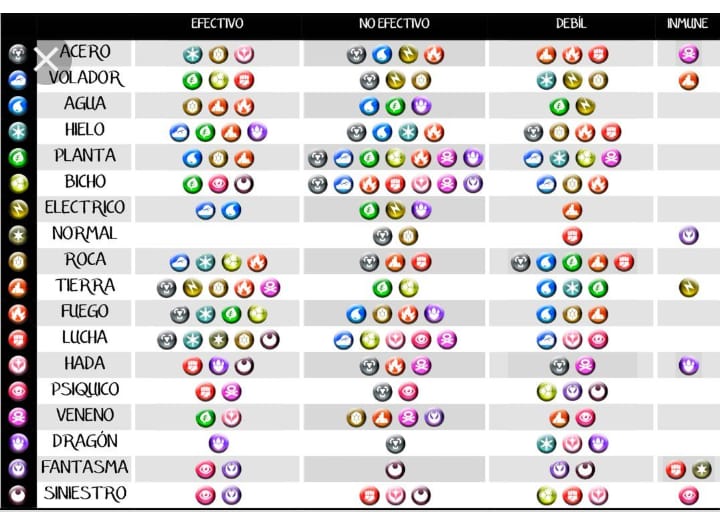 EFECTIVO NO EFECTIVO DEBÍL INMUNE
ACERO
VOLADOR
AGUA
HIELO
PLANTA
BICHO
ELECTRICO
NORMAL
ROCA
TIERRA
FUEGO
LUCHA
HADA
PSIQUICO
VENENO
DRAGÓN
FANTASMA
SINIESTRO